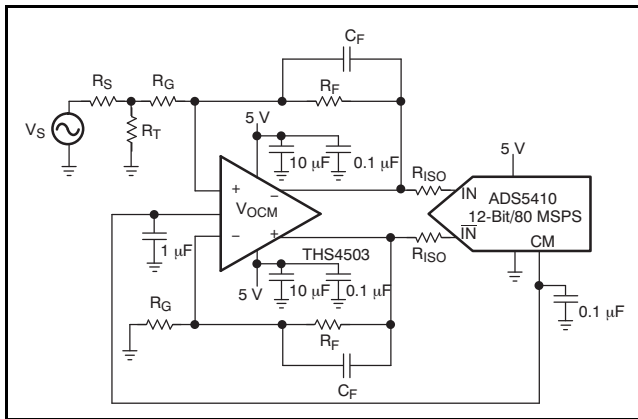 C_F
R_S
R_G
R_F
V_S
R_T
5 V
10 µF
0.1 µF
5 V
R_ISO
+
−
V_OCM
IN
ADS5410
12-Bit/80 MSPS
1 µF
−
+
THS4503
R_ISO
I̅N̅
CM
5 V
10 µF
0.1 µF
R_G
R_F
0.1 µF
C_F